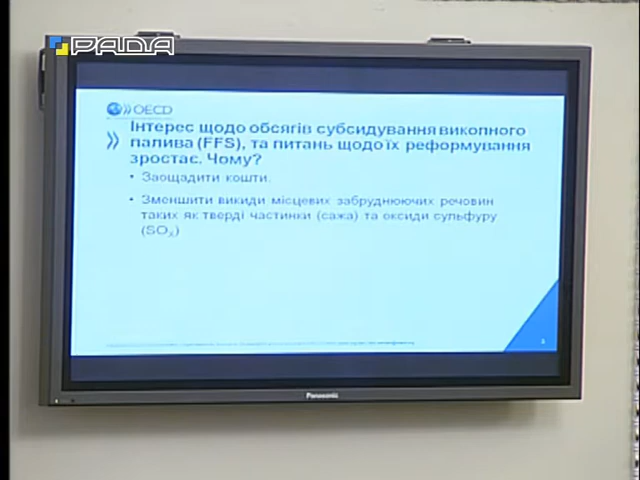 РАДА
OECD
Інтерес щодо обсягів субсидування викопного
палива (FFS), та питань щодо їх реформування
зростає. Чому?
• Заощадити кошти.
• Зменшити викиди місцевих забруднюючих речовин
таких як тверді частинки (сажа) та оксиди сульфуру
(SOx)
Panasonic